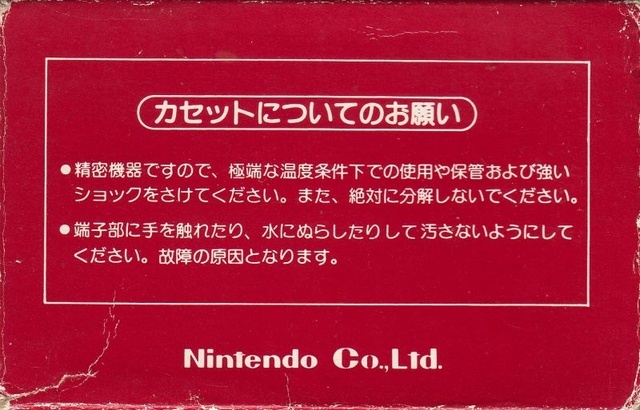 カセットについてのお願い
●精密機器ですので、極端な温度条件下での使用や保管および強い
ショックをさけてください。また、絶対に分解しないでください。
●端子部に手を触れたり、水にぬらしたりして汚さないようにして
ください。故障の原因となります。
Nintendo Co.,Ltd.